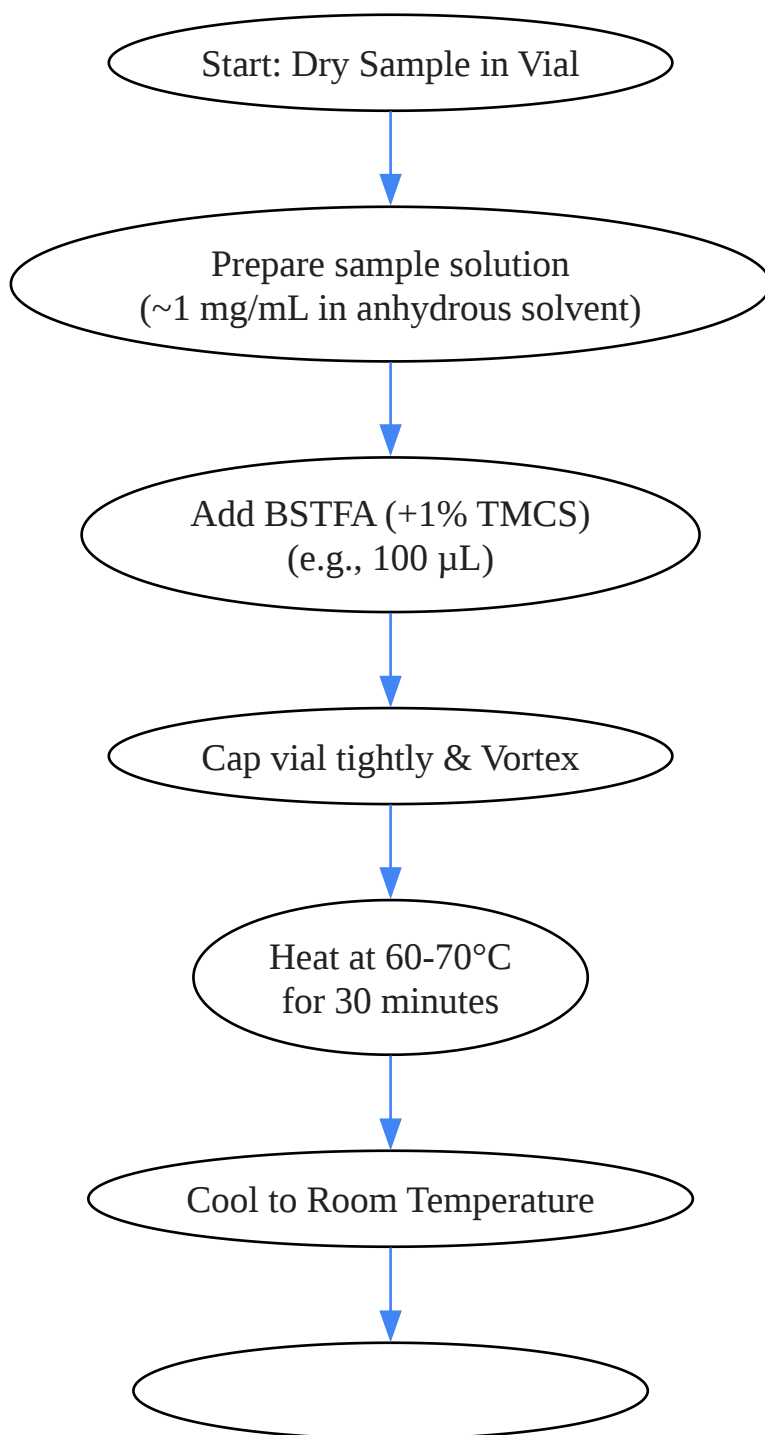 Start: Dry Sample in Vial
Prepare sample solution
(~1 mg/mL in anhydrous solvent)
Add BSTFA (+1% TMCS)
(e.g., 100 µL)
Cap vial tightly & Vortex
Heat at 60-70°C
for 30 minutes
Cool to Room Temperature